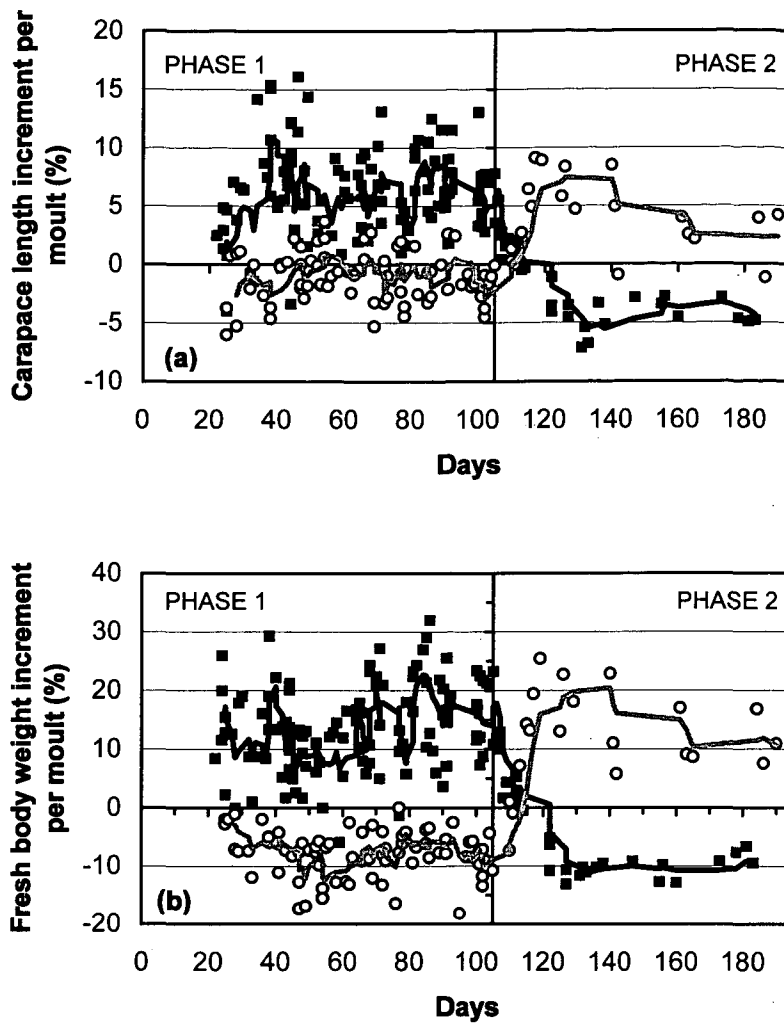 Carapace length increment per
moult (%)
20
15
10
5
0
-5
-10
PHASE 1
PHASE 2
(a)
0 20 40 60 80 100 120 140 160 180
Days
Fresh body weight increment
per moult (%)
40
30
20
10
0
-10
-20
PHASE 1
PHASE 2
(b)
0 20 40 60 80 100 120 140 160 180
Days